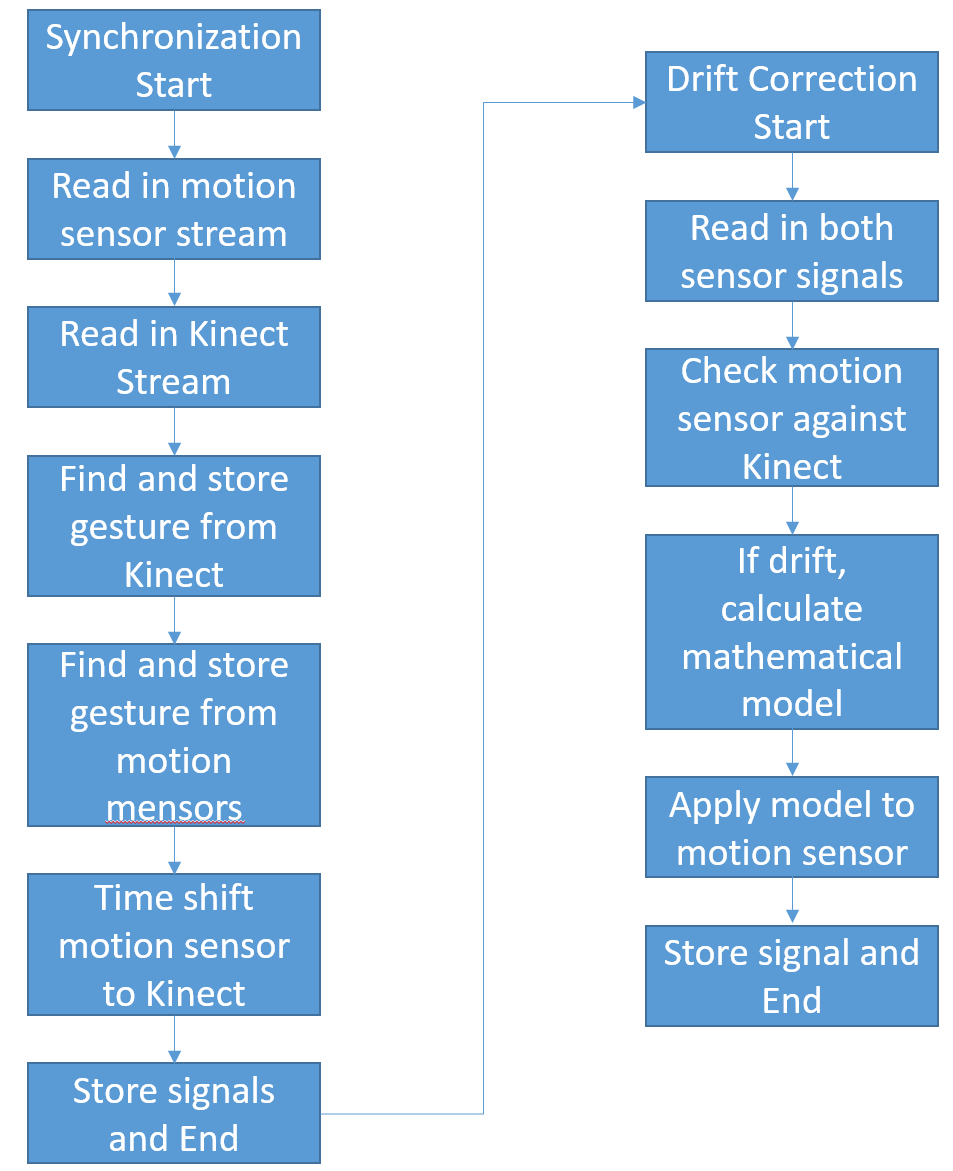 Synchronization
Start
Read in motion
sensor stream
Read in Kinect
Stream
Find and store
gesture from
Kinect
Find and store
gesture from
motion
mensors
Time shift
motion sensor
to Kinect
Store signals
and End
Drift Correction
Start
Read in both
sensor signals
Check motion
sensor against
Kinect
If drift,
calculate
mathematical
model
Apply model to
motion sensor
Store signal and
End